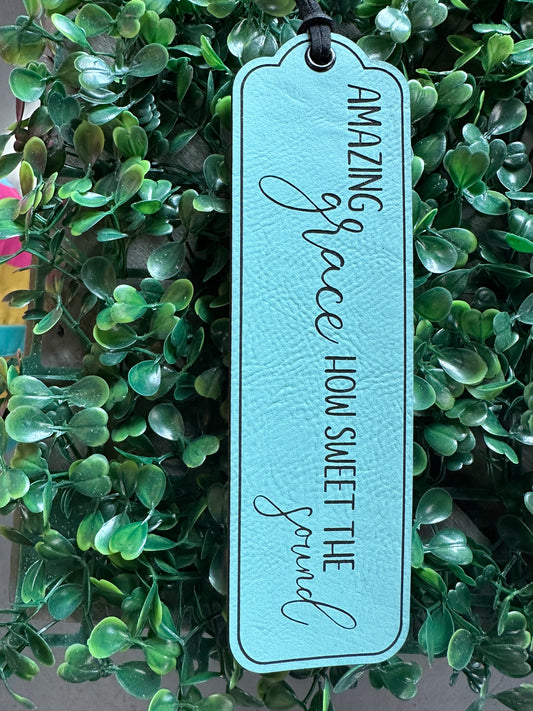 AMAZING
grace HOW SWEET THE
sound